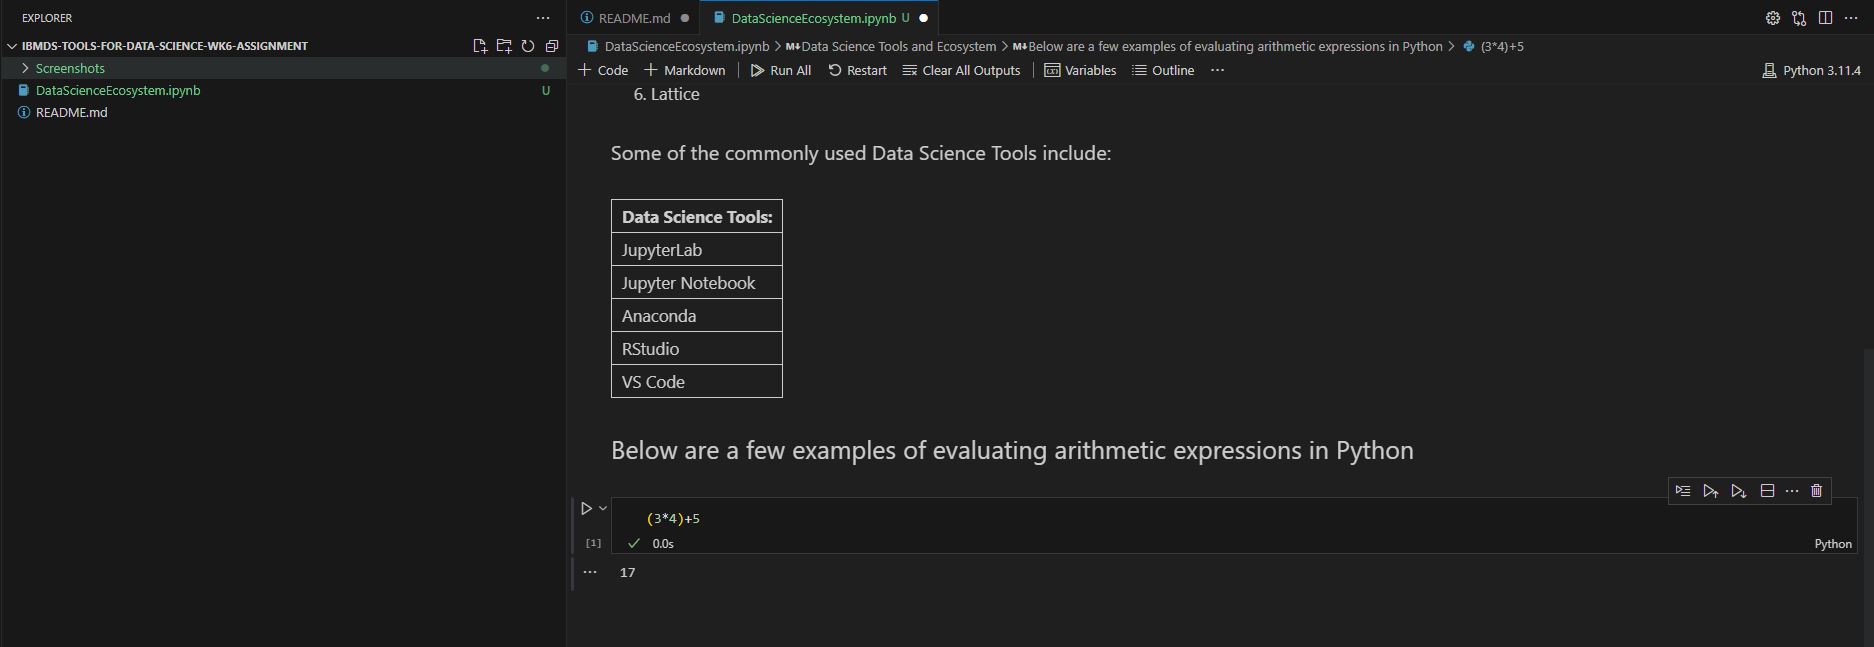 EXPLORER
README.md
DataScienceEcosystem.ipynb U
IBMDS-TOOLS-FOR-DATA-SCIENCE-WK6-ASSIGNMENT
DataScienceEcosystem.ipynb > M↓Data Science Tools and Ecosystem > M↓Below are a few examples of evaluating arithmetic expressions in Python > (3*4)+5
Screenshots
+ Code + Markdown | Run All Restart Clear All Outputs | Variables Outline ... Python 3.11.4
DataScienceEcosystem.ipynb U
README.md
6. Lattice
Some of the commonly used Data Science Tools include:
Data Science Tools:
JupyterLab
Jupyter Notebook
Anaconda
RStudio
VS Code
Below are a few examples of evaluating arithmetic expressions in Python
(3*4)+5
[1] 0.0s Python
17